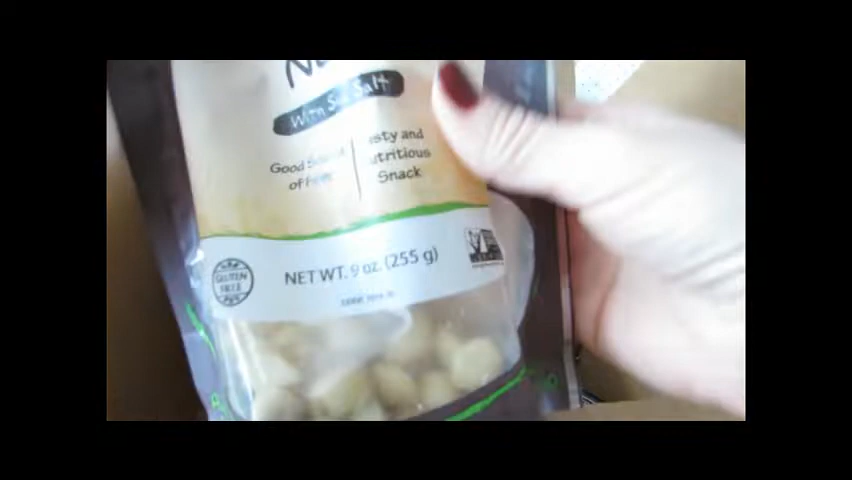 With Sea Salt
Good Source
of Fiber
Tasty and
Nutritious
Snack
GLUTEN
FREE
NET WT. 9 oz. (255 g)